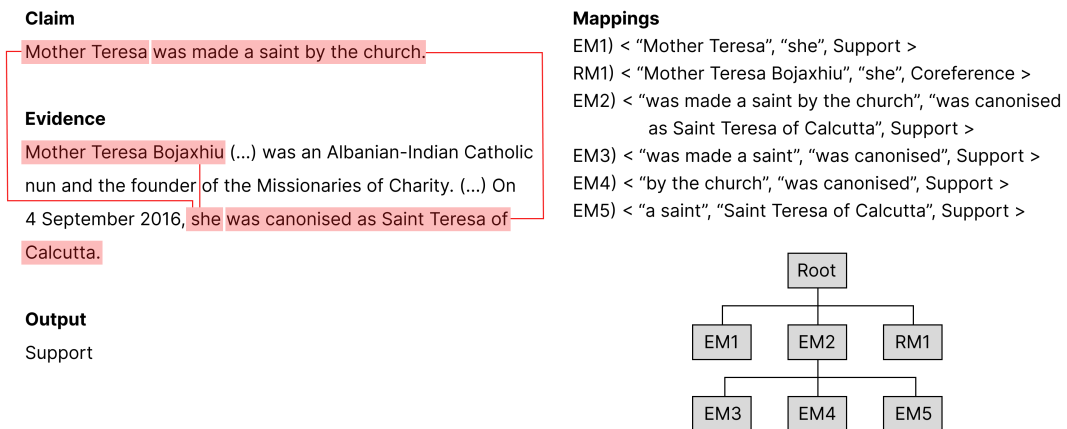 Claim
Mother Teresa was made a saint by the church.
Evidence
Mother Teresa Bojaxhiu (...) was an Albanian-Indian Catholic
nun and the founder of the Missionaries of Charity. (...) On
4 September 2016, she was canonised as Saint Teresa of
Calcutta.
Output
Support
Mappings
EM1) < “Mother Teresa”, “she”, Support >
RM1) < “Mother Teresa Bojaxhiu”, “she”, Coreference >
EM2) < “was made a saint by the church”, “was canonised
as Saint Teresa of Calcutta”, Support >
EM3) < “was made a saint”, “was canonised”, Support >
EM4) < “by the church”, “was canonised”, Support >
EM5) < “a saint”, “Saint Teresa of Calcutta”, Support >
Root
EM1 EM2 RM1
EM3 EM4 EM5